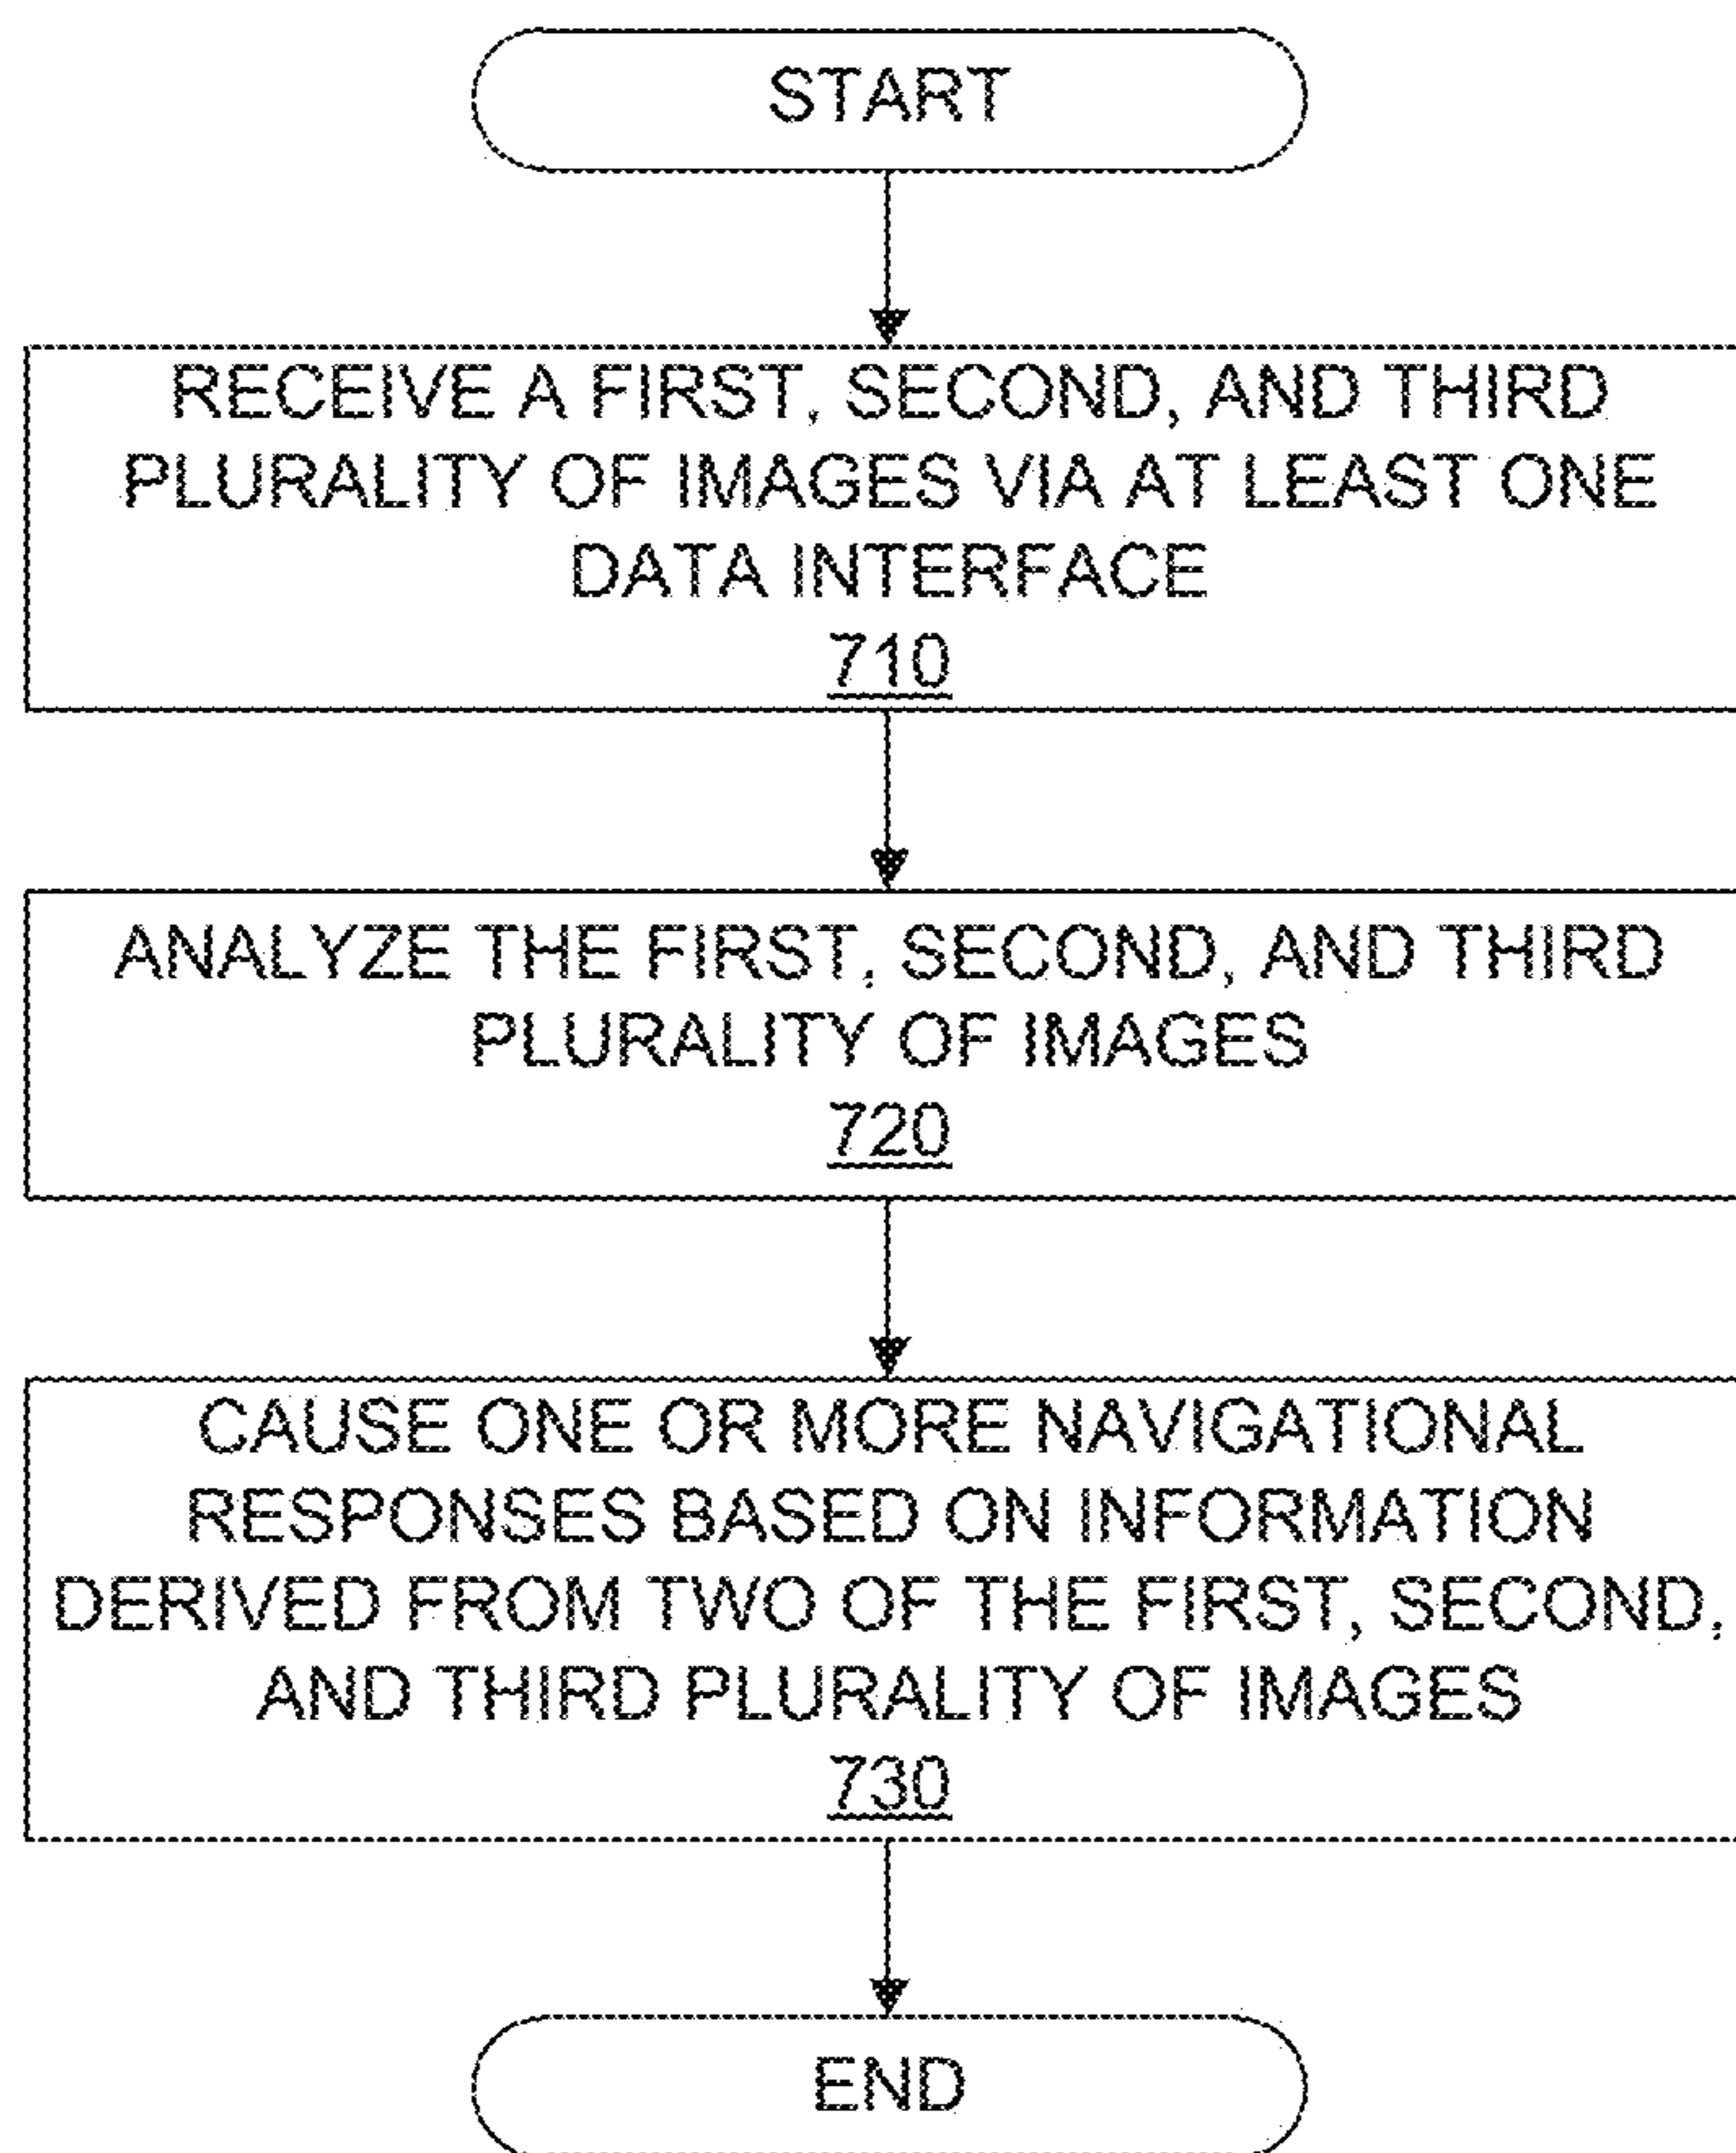 START
RECEIVE A FIRST, SECOND, AND THIRD
PLURALITY OF IMAGES VIA AT LEAST ONE
DATA INTERFACE
710
ANALYZE THE FIRST, SECOND, AND THIRD
PLURALITY OF IMAGES
720
CAUSE ONE OR MORE NAVIGATIONAL
RESPONSES BASED ON INFORMATION
DERIVED FROM TWO OF THE FIRST, SECOND,
AND THIRD PLURALITY OF IMAGES
730
END